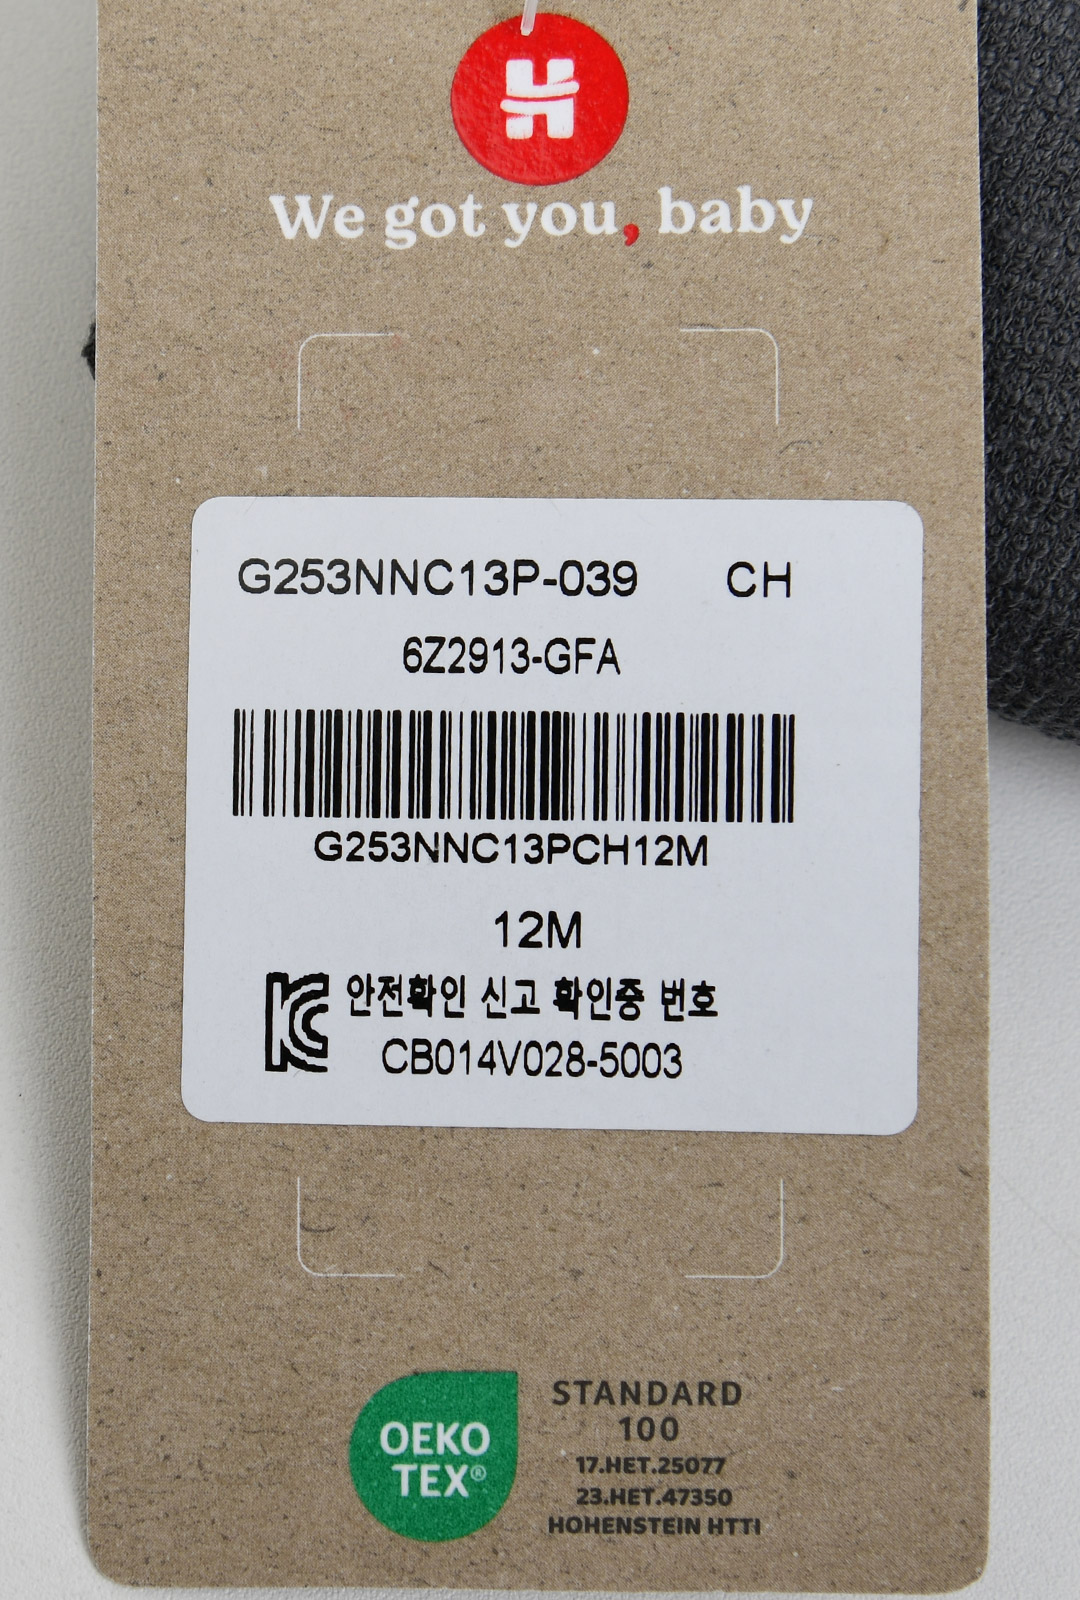 H
We got you, baby
G253NNC13P-039 CH
6Z2913-GFA
G253NNC13PCH12M
12M
KC 안전확인 신고 확인증 번호
CB014V028-5003
OEKO
TEX®
STANDARD
100
17.HET.25077
23.HET.47350
HOHENSTEIN HTTI